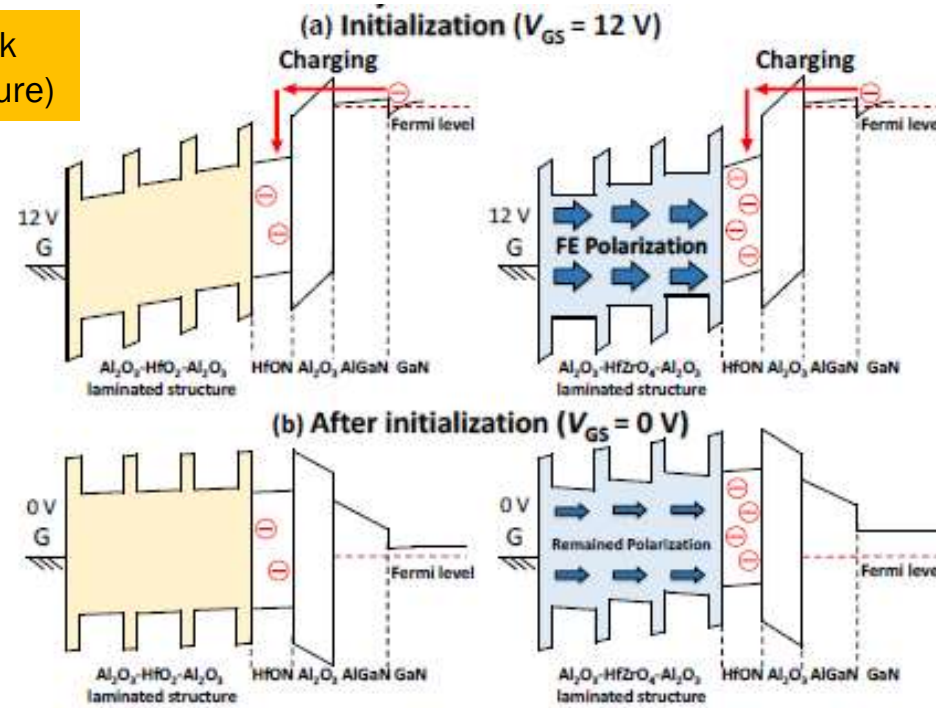 k
ure)
(a) Initialization (V_GS = 12 V)
Charging
Charging
Fermi level
Fermi leve
12 V
G
12 V
G
FE Polarization
Al₂O₃-HfO₂-Al₂O₃ HfON Al₂O₃ AlGaN GaN
laminated structure
Al₂O₃-HfZrO₄-Al₂O₃ HfON Al₂O₃ AlGaN GaN
laminated structure
(b) After initialization (V_GS = 0 V)
0 V
G
0 V
G
Remained Polarization
Fermi level
Fermi leve
Al₂O₃-HfO₂-Al₂O₃ HfON Al₂O₃ AlGaN GaN
laminated structure
Al₂O₃-HfZrO₄-Al₂O₃ HfON Al₂O₃ AlGaN GaN
laminated structure